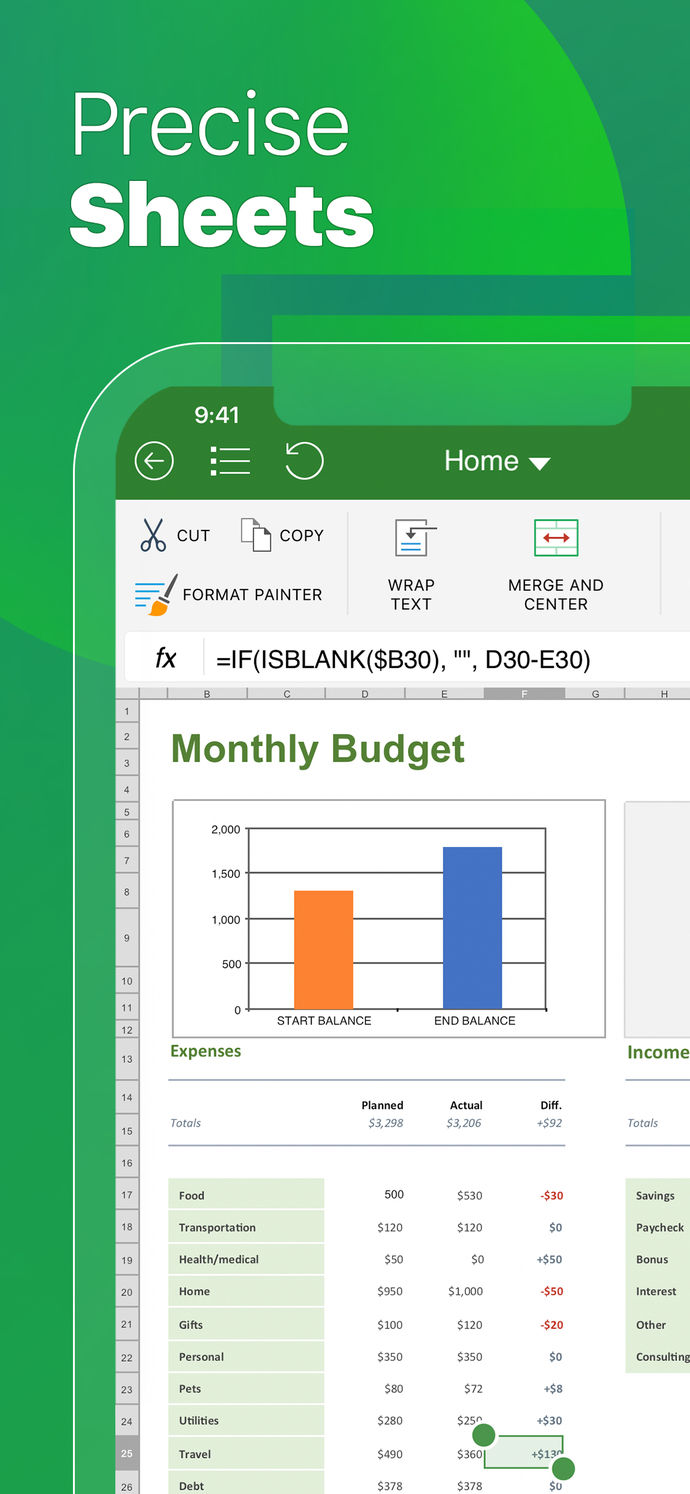 Precise
Sheets
9:41
Home
CUT COPY
FORMAT PAINTER
WRAP
TEXT
MERGE AND
CENTER
fx =IF(ISBLANK($B30), "", D30-E30)
B C D E F G H
1
2 Monthly Budget
3
4
5
6 2,000
7 1,500
8 1,000
9 500
10
11 0
12 START BALANCE END BALANCE
13 Expenses Income
14 Planned Actual Diff.
15 Totals $3,298 $3,206 +$92 Totals
16
17 Food 500 $530 -$30 Savings
18 Transportation $120 $120 $0 Paycheck
19 Health/medical $50 $0 +$50 Bonus
20 Home $950 $1,000 -$50 Interest
21 Gifts $100 $120 -$20 Other
22 Personal $350 $350 $0 Consulting
23 Pets $80 $72 +$8
24 Utilities $280 $250 +$30
25 Travel $490 $360 +$130
26 Debt $378 $378 $0